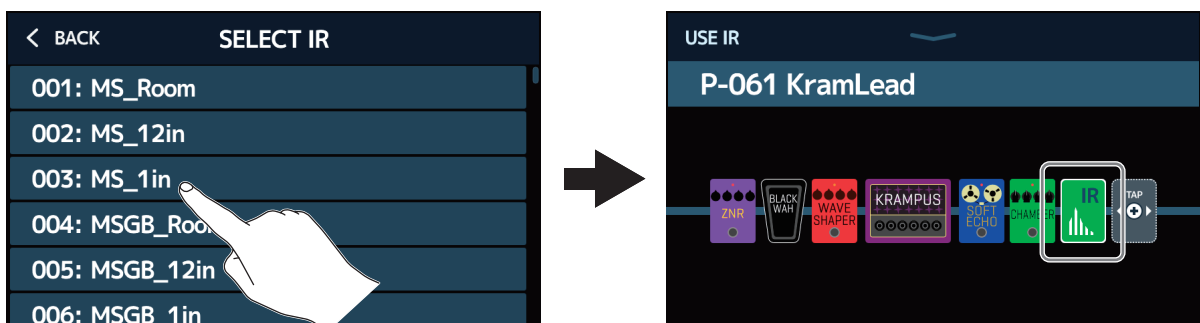 BACK SELECT IR
001: MS_Room
002: MS_12in
003: MS_1in
004: MSGB_Room
005: MSGB_12in
006: MSGB_1in
USE IR
P-061 KramLead
ZNR
BLACK
WAH
WAVE
SHAPER
KRAMPUS
SOFT
ECHO
CHAMBER
IR
TAP